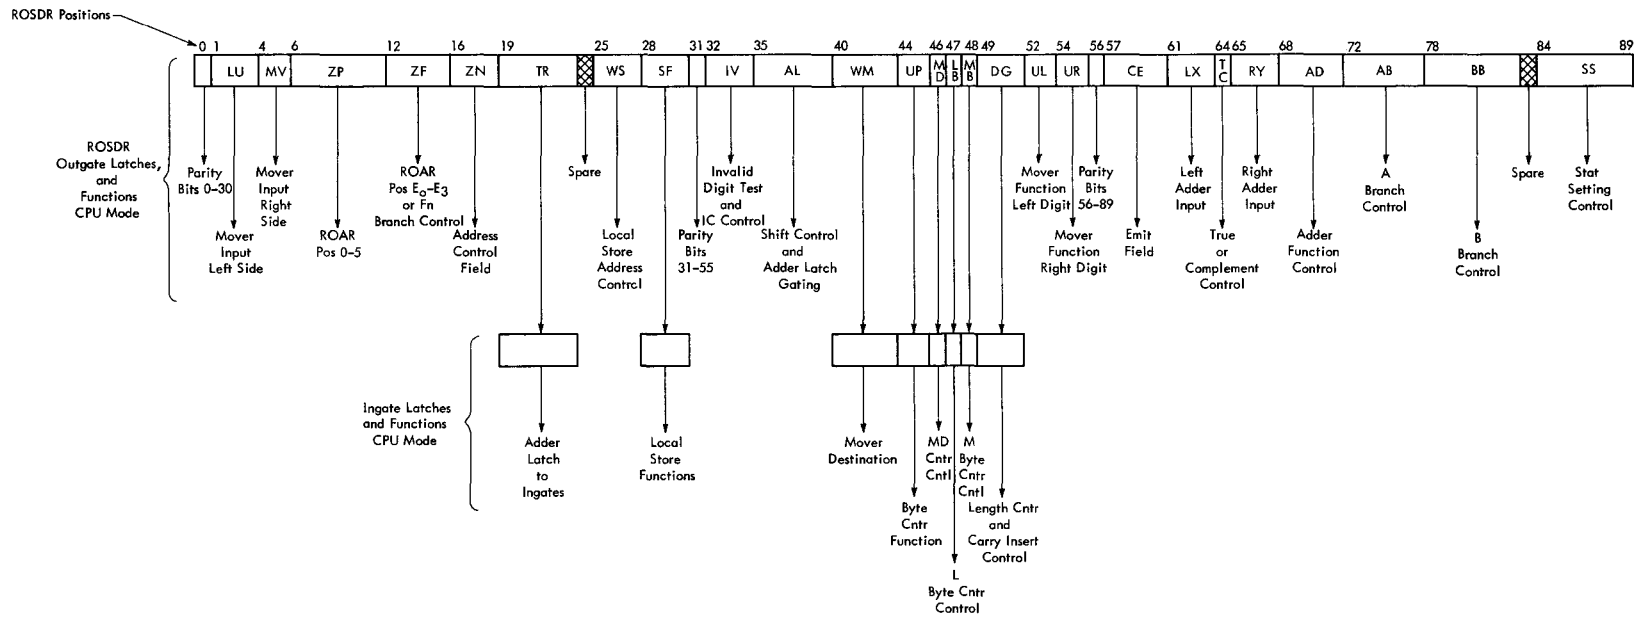 ROSDR Positions
0 1 4 6 12 16 19 25 28 31 32 35 40 44 46 47 48 49 52 54 56 57 61 64 65 68 72 78 84 89
LU MV ZP ZF ZN TR WS SF IV AL WM UP MD LB MB DG UL UR CE LX TC RY AD AB BB SS
ROSDR
Outgate Latches,
and
Functions
CPU Mode
Parity
Bits 0-30
Mover
Input
Left Side
Mover
Input
Right
Side
ROAR
Pos 0-5
ROAR
Pos E0-E3
or Fn
Branch Control
Address
Control
Field
Spare
Local
Store
Address
Control
Parity
Bits
31-55
Invalid
Digit Test
and
IC Control
Shift Control
and
Adder Latch
Gating
Mover
Function
Left Digit
Mover
Function
Right Digit
Parity
Bits
56-89
Emit
Field
Left
Adder
Input
True
or
Complement
Control
Right
Adder
Input
Adder
Function
Control
A
Branch
Control
B
Branch
Control
Spare
Stat
Setting
Control
Ingate Latches
and Functions
CPU Mode
Adder
Latch
to
Ingates
Local
Store
Functions
Mover
Destination
Byte
Cntr
Function
MD
Cntr
Cntl
L
Byte Cntr
Control
M
Byte
Cntr
Cntl
Length Cntr
and
Carry Insert
Control